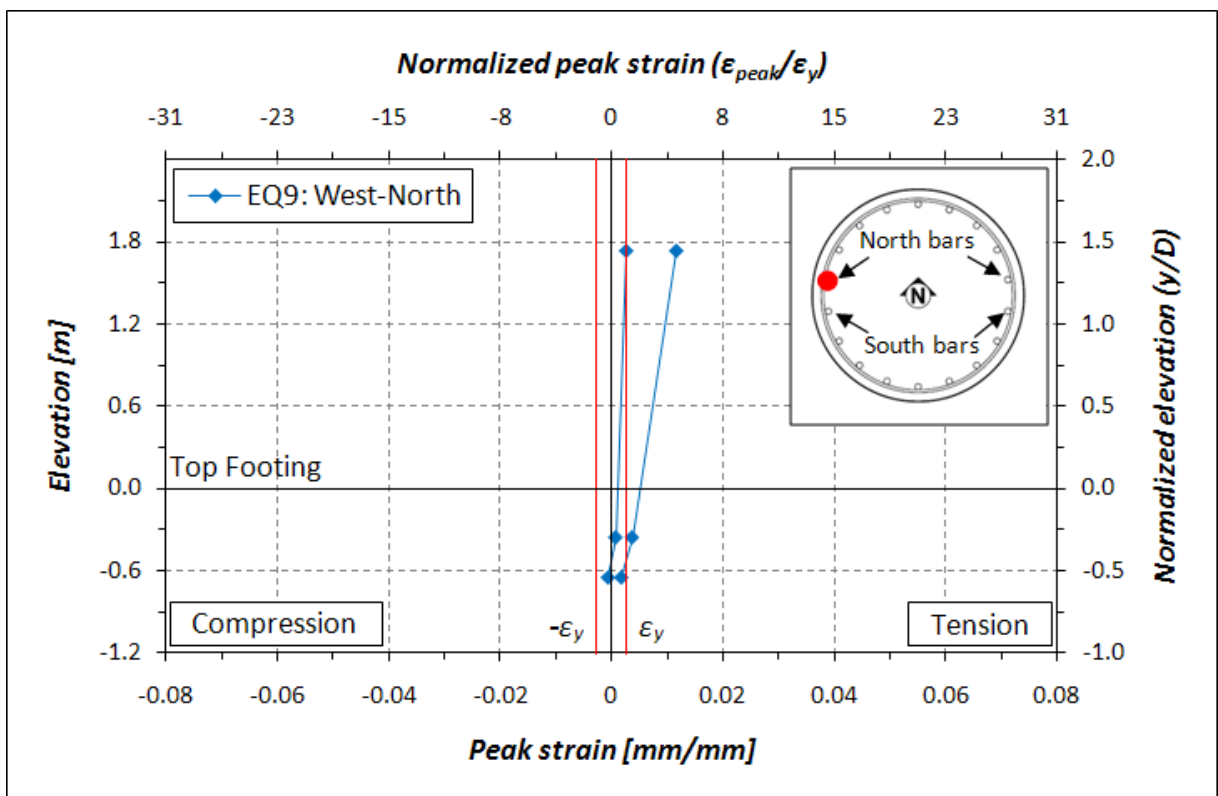 Normalized peak strain (εpeak/εy)
-31 -23 -15 -8 0 8 15 23 31
EQ9: West-North
North bars
N
South bars
1.8
1.2
0.6
0.0
-0.6
-1.2
Elevation [m]
2.0
1.5
1.0
0.5
0.0
-0.5
-1.0
Normalized elevation (y/D)
Top Footing
Compression
-εy
εy
Tension
-0.08 -0.06 -0.04 -0.02 0 0.02 0.04 0.06 0.08
Peak strain [mm/mm]